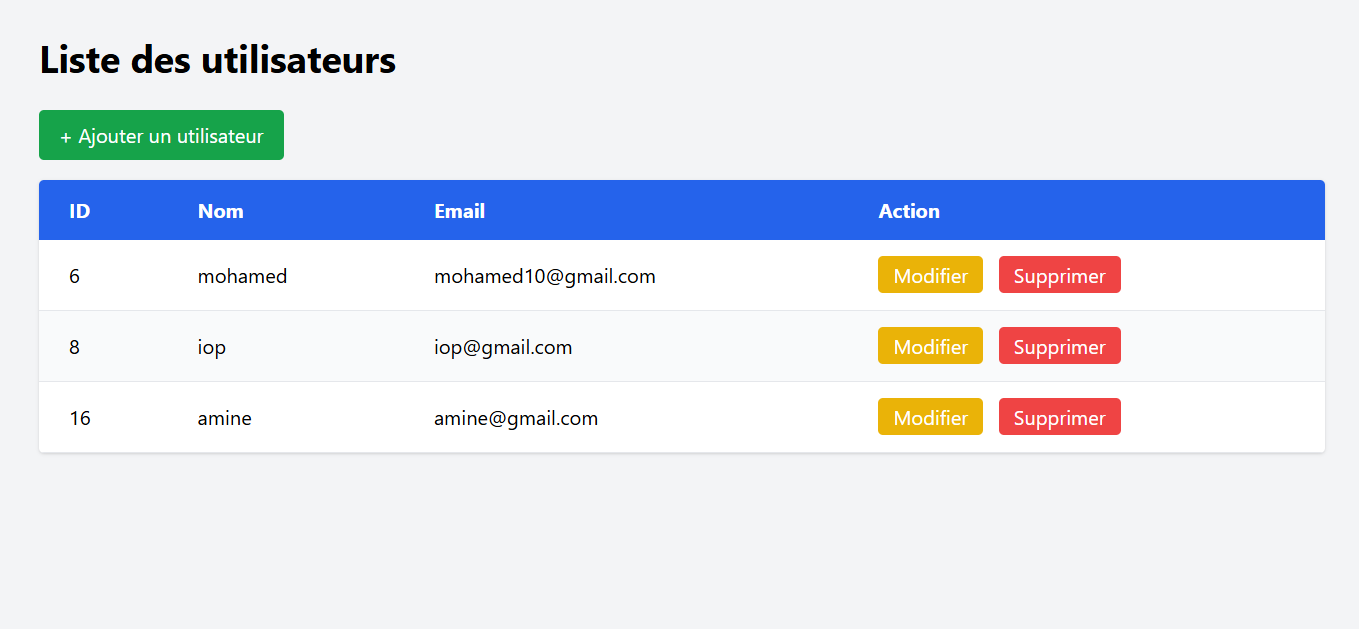 Liste des utilisateurs
+ Ajouter un utilisateur
ID Nom Email Action
6 mohamed mohamed10@gmail.com Modifier Supprimer
8 iop iop@gmail.com Modifier Supprimer
16 amine amine@gmail.com Modifier Supprimer